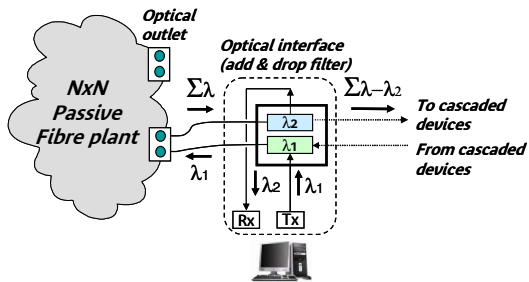 Optical
outlet
NxN
Passive
Fibre plant
Optical interface
(add & drop filter)
Σλ
Σλ−λ2
λ2
λ1
To cascaded
devices
From cascaded
devices
λ1
λ2
λ1
Rx
Tx